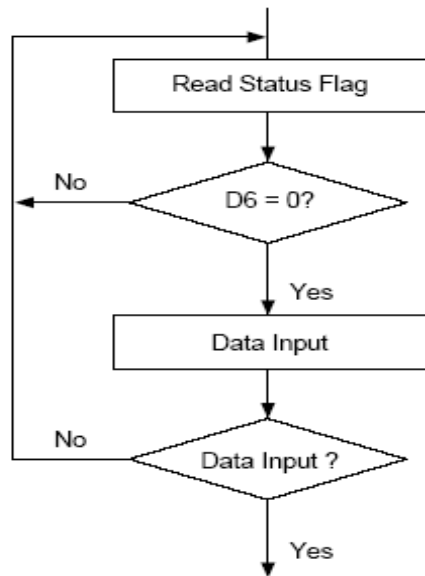 Read Status Flag
No
D6 = 0?
Yes
Data Input
No
Data Input ?
Yes